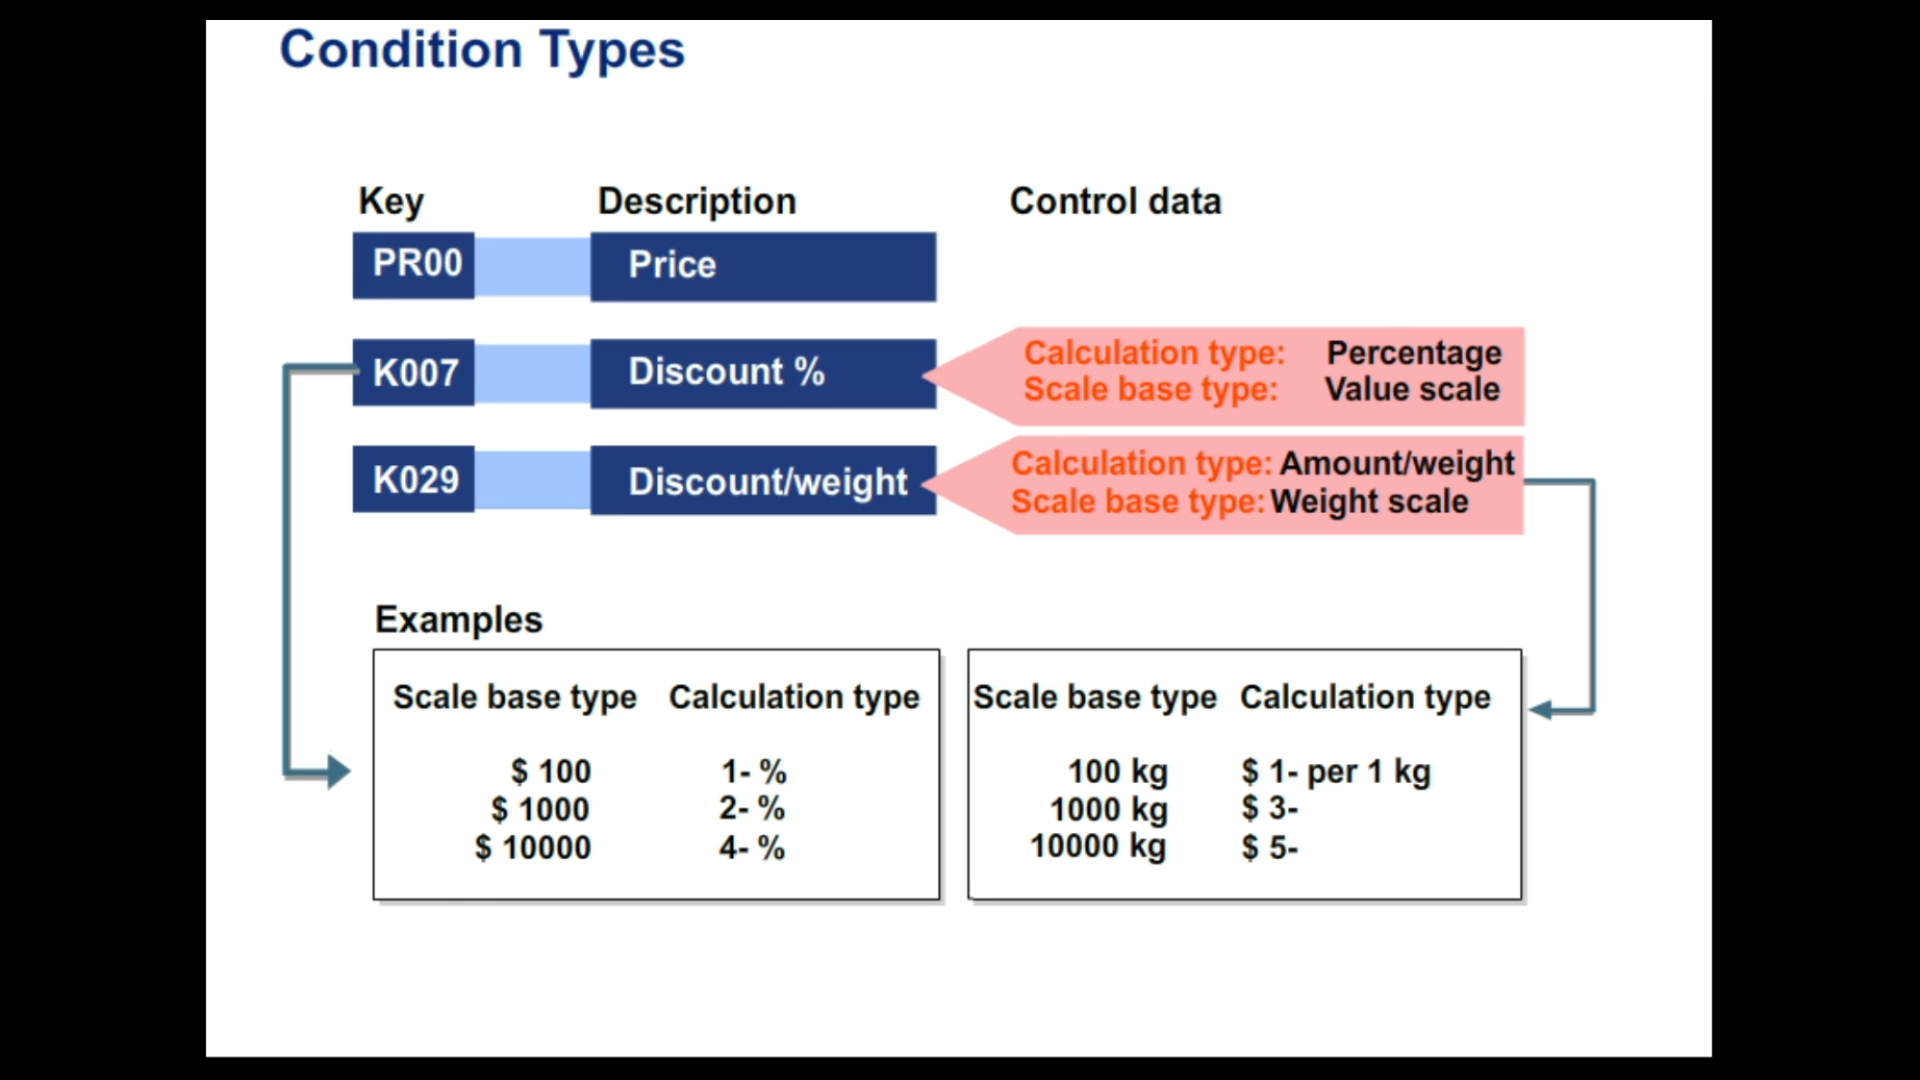 Condition Types
Key Description Control data
PR00 Price
K007 Discount % Calculation type: Percentage
Scale base type: Value scale
K029 Discount/weight Calculation type: Amount/weight
Scale base type: Weight scale
Examples
Scale base type Calculation type
$ 100 1- %
$ 1000 2- %
$ 10000 4- %
Scale base type Calculation type
100 kg $ 1- per 1 kg
1000 kg $ 3-
10000 kg $ 5-